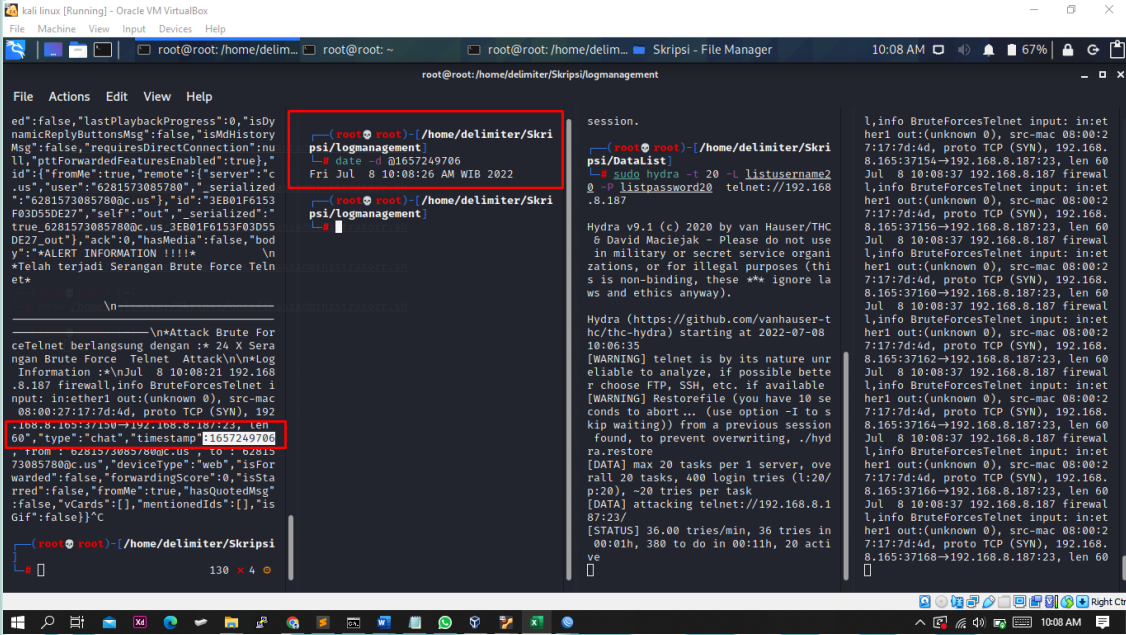 kali linux [Running] - Oracle VM VirtualBox
File Machine View Input Devices Help
root@root: /home/delim... root@root: ~ root@root: /home/delim... Skripsi - File Manager 10:08 AM 67%
root@root:/home/delimiter/Skripsi/logmanagement
File Actions Edit View Help
ed":false,"lastPlaybackProgress":0,"isDy
namicReplyButtonsMsg":false,"isMdHistory
Msg":false,"requiresDirectConnection":nu
ll,"pttForwardedFeaturesEnabled":true},"
id":{"fromMe":true,"remote":{"server":"c
.us","user":"6281573085780","_serialized
":"6281573085780@c.us"},"id":"3EB01F6153
F03D55DE27","self":"out","_serialized":"
true_6281573085780@c.us_3EB01F6153F03D55
DE27_out"},"ack":0,"hasMedia":false,"bod
y":"*ALERT INFORMATION !!!!* \n
*Telah terjadi Serangan Brute Force Teln
et*
\n
\n*Attack Brute For
ceTelnet berlangsung dengan :* 24 X Sera
ngan Brute Force Telnet Attack\n\n*Log
Information :*\nJul 8 10:08:21 192.168
.8.187 firewall,info BruteForcesTelnet i
nput: in:ether1 out:(unknown 0), src-mac
08:00:27:17:7d:4d, proto TCP (SYN), 192
.168.8.165:37150→192.168.8.187:23, len
60","type":"chat","timestamp":1657249706
,"from":"6281573085780@c.us","to":"62815
73085780@c.us","deviceType":"web","isFor
warded":false,"forwardingScore":0,"isSta
rred":false,"fromMe":true,"hasQuotedMsg"
:false,"vCards":[],"mentionedIds":[],"is
Gif":false}}^C
(root root)-[/home/delimiter/Skripsi
]
# 130 × 4
(root root)-[/home/delimiter/Skri
psi/logmanagement]
# date -d @1657249706
Fri Jul 8 10:08:26 AM WIB 2022
(root root)-[/home/delimiter/Skri
psi/logmanagement]
#
session.
(root root)-[/home/delimiter/Skri
psi/DataList]
# sudo hydra -t 20 -L listusername2
0 -P listpassword20 telnet://192.168
.8.187
Hydra v9.1 (c) 2020 by van Hauser/THC
& David Maciejak - Please do not use
in military or secret service organi
zations, or for illegal purposes (thi
s is non-binding, these *** ignore la
ws and ethics anyway).
Hydra (https://github.com/vanhauser-t
hc/thc-hydra) starting at 2022-07-08
10:06:35
[WARNING] telnet is by its nature unr
eliable to analyze, if possible bette
r choose FTP, SSH, etc. if available
[WARNING] Restorefile (you have 10 se
conds to abort... (use option -I to s
kip waiting)) from a previous session
found, to prevent overwriting, ./hyd
ra.restore
[DATA] max 20 tasks per 1 server, ove
rall 20 tasks, 400 login tries (l:20/
p:20), ~20 tries per task
[DATA] attacking telnet://192.168.8.1
87:23/
[STATUS] 36.00 tries/min, 36 tries in
00:01h, 380 to do in 00:11h, 20 acti
ve
l,info BruteForcesTelnet input: in:et
her1 out:(unknown 0), src-mac 08:00:2
7:17:7d:4d, proto TCP (SYN), 192.168.
8.165:37154→192.168.8.187:23, len 60
Jul 8 10:08:37 192.168.8.187 firewal
l,info BruteForcesTelnet input: in:et
her1 out:(unknown 0), src-mac 08:00:2
7:17:7d:4d, proto TCP (SYN), 192.168.
8.165:37156→192.168.8.187:23, len 60
Jul 8 10:08:37 192.168.8.187 firewal
l,info BruteForcesTelnet input: in:et
her1 out:(unknown 0), src-mac 08:00:2
7:17:7d:4d, proto TCP (SYN), 192.168.
8.165:37160→192.168.8.187:23, len 60
Jul 8 10:08:37 192.168.8.187 firewal
l,info BruteForcesTelnet input: in:et
her1 out:(unknown 0), src-mac 08:00:2
7:17:7d:4d, proto TCP (SYN), 192.168.
8.165:37162→192.168.8.187:23, len 60
Jul 8 10:08:37 192.168.8.187 firewal
l,info BruteForcesTelnet input: in:et
her1 out:(unknown 0), src-mac 08:00:2
7:17:7d:4d, proto TCP (SYN), 192.168.
8.165:37164→192.168.8.187:23, len 60
Jul 8 10:08:37 192.168.8.187 firewal
l,info BruteForcesTelnet input: in:et
her1 out:(unknown 0), src-mac 08:00:2
7:17:7d:4d, proto TCP (SYN), 192.168.
8.165:37166→192.168.8.187:23, len 60
Jul 8 10:08:37 192.168.8.187 firewal
l,info BruteForcesTelnet input: in:et
her1 out:(unknown 0), src-mac 08:00:2
7:17:7d:4d, proto TCP (SYN), 192.168.
8.165:37168→192.168.8.187:23, len 60
Right Ctr
10:08 AM